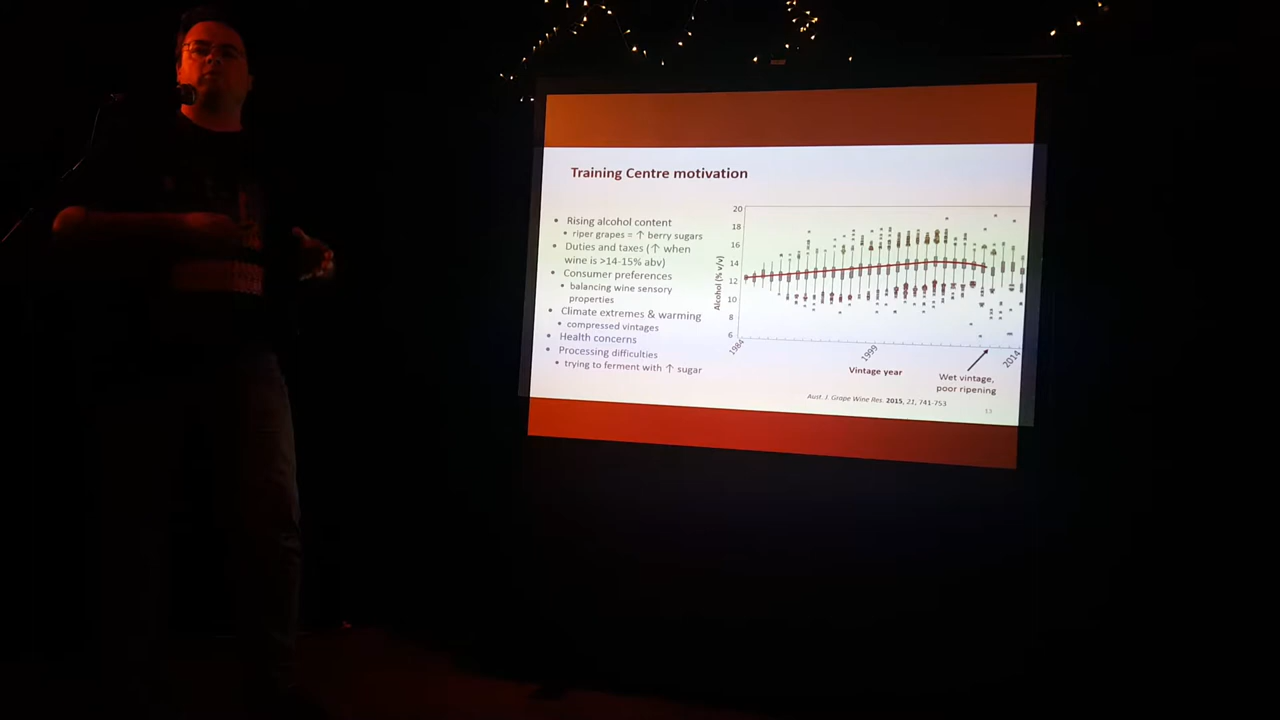 Training Centre motivation
• Rising alcohol content
• riper grapes = ↑ berry sugars
• Duties and taxes (↑ when
wine is >14-15% abv)
• Consumer preferences
• balancing wine sensory
properties
• Climate extremes & warming
• compressed vintages
• Health concerns
• Processing difficulties
• trying to ferment with ↑ sugar
Alcohol (% v/v)
20
18
16
14
12
10
8
6
1984
1999
2014
Vintage year
Wet vintage,
poor ripening
Aust. J. Grape Wine Res. 2015, 21, 741-753
13